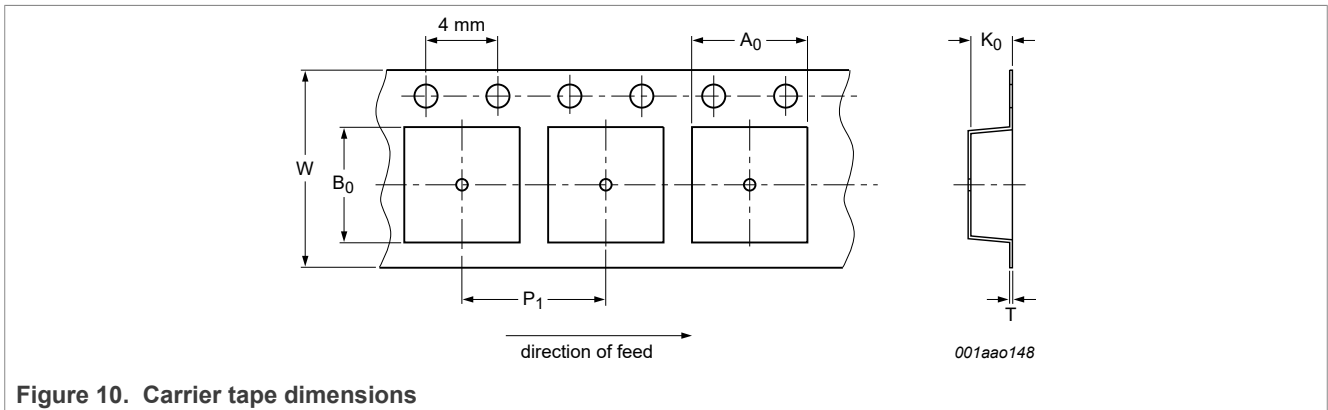 4 mm
A0
K0
W
B0
P1
T
direction of feed
001aao148
Figure 10. Carrier tape dimensions